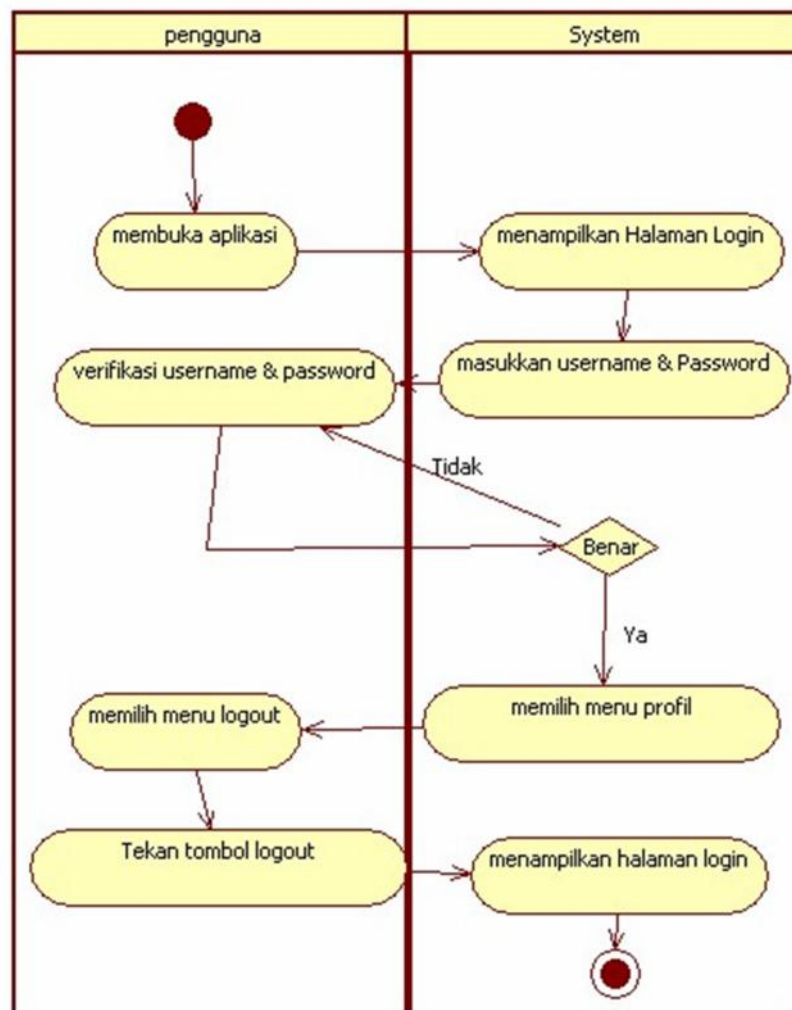 pengguna
System
membuka aplikasi
menampilkan Halaman Login
verifikasi username & password
masukkan username & Password
Tidak
Benar
Ya
memilih menu logout
memilih menu profil
Tekan tombol logout
menampilkan halaman login